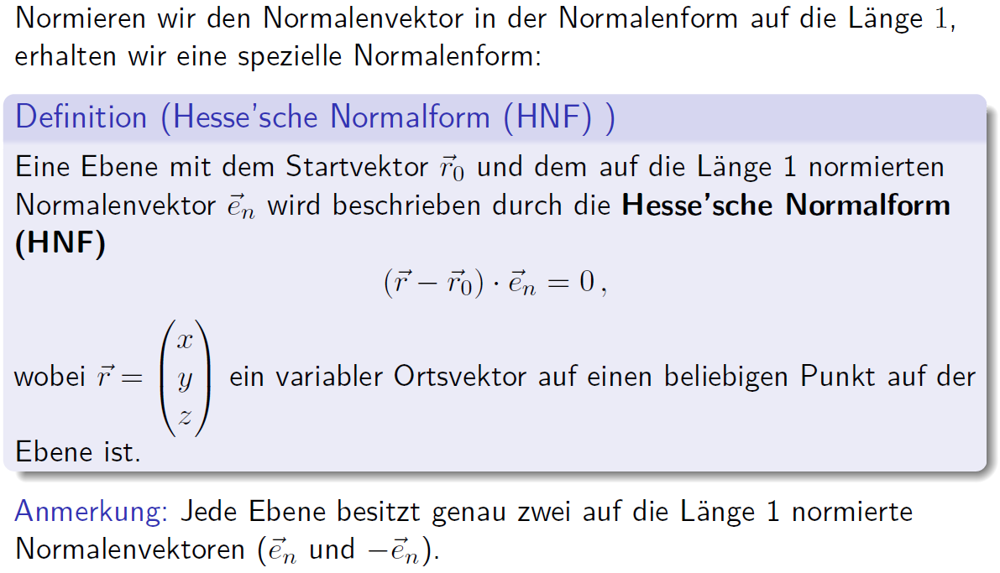 Normieren wir den Normalenvektor in der Normalenform auf die Länge 1,
erhalten wir eine spezielle Normalenform:
Definition (Hesse'sche Normalform (HNF) )
Eine Ebene mit dem Startvektor $\vec{r}_0$ und dem auf die Länge 1 normierten
Normalenvektor $\vec{e}_n$ wird beschrieben durch die Hesse'sche Normalform
(HNF)
$(\vec{r} - \vec{r}_0) \cdot \vec{e}_n = 0\,,$
wobei $\vec{r} = \begin{pmatrix} x \\ y \\ z \end{pmatrix}$ ein variabler Ortsvektor auf einen beliebigen Punkt auf der
Ebene ist.
Anmerkung: Jede Ebene besitzt genau zwei auf die Länge 1 normierte
Normalenvektoren ($\vec{e}_n$ und $-\vec{e}_n$).